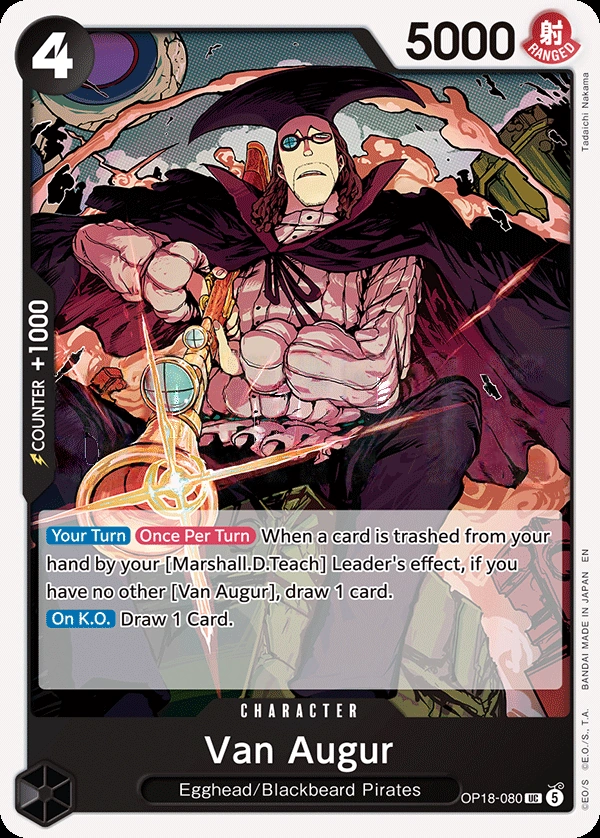 4
5000
射
RANGED
Tadaichi Nakama
COUNTER +1000
Your Turn Once Per Turn When a card is trashed from your
hand by your [Marshall.D.Teach] Leader's effect, if you
have no other [Van Augur], draw 1 card.
On K.O. Draw 1 Card.
CHARACTER
Van Augur
Egghead/Blackbeard Pirates
OP18-080 UC 5
©E.O/S ©E.O./S., T.A. BANDAI MADE IN JAPAN EN